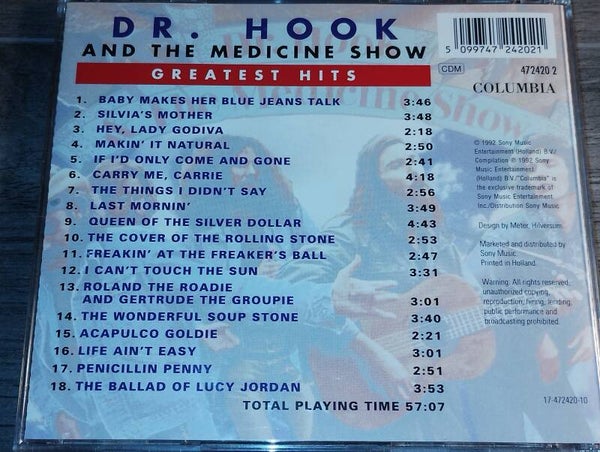 DR. HOOK
AND THE MEDICINE SHOW
GREATEST HITS
5 099747 242021
CDM
472420 2
COLUMBIA
1. BABY MAKES HER BLUE JEANS TALK 3:46
2. SILVIA'S MOTHER 3:48
3. HEY, LADY GODIVA 2:18
4. MAKIN' IT NATURAL 2:50
5. IF I'D ONLY COME AND GONE 2:41
6. CARRY ME, CARRIE 4:18
7. THE THINGS I DIDN'T SAY 2:56
8. LAST MORNIN' 3:49
9. QUEEN OF THE SILVER DOLLAR 4:43
10. THE COVER OF THE ROLLING STONE 2:53
11. FREAKIN' AT THE FREAKER'S BALL 2:47
12. I CAN'T TOUCH THE SUN 3:31
13. ROLAND THE ROADIE
AND GERTRUDE THE GROUPIE 3:01
14. THE WONDERFUL SOUP STONE 3:40
15. ACAPULCO GOLDIE 2:21
16. LIFE AIN'T EASY 3:01
17. PENICILLIN PENNY 2:51
18. THE BALLAD OF LUCY JORDAN 3:53
TOTAL PLAYING TIME 57:07
© 1992 Sony Music
Entertainment (Holland) B.V./
Compilation ℗ 1992 Sony
Music Entertainment
(Holland) B.V./"Columbia" is
the exclusive trademark of
Sony Music Entertainment
Inc./Distribution Sony Music.
Design by Meter, Hilversum.
Marketed and distributed by
Sony Music.
Printed in Holland.
Warning. All rights reserved,
unauthorized copying,
reproduction, hiring, lending,
public performance and
broadcasting prohibited.
17-472420-10